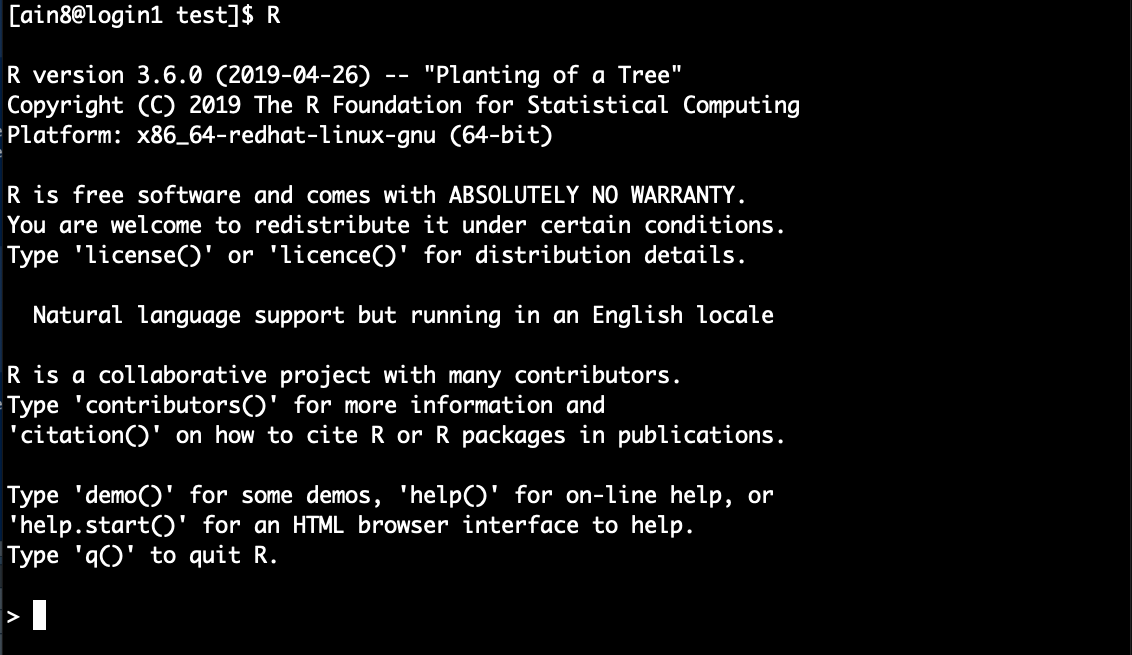 [ain8@login1 test]$ R
R version 3.6.0 (2019-04-26) -- "Planting of a Tree"
Copyright (C) 2019 The R Foundation for Statistical Computing
Platform: x86_64-redhat-linux-gnu (64-bit)
R is free software and comes with ABSOLUTELY NO WARRANTY.
You are welcome to redistribute it under certain conditions.
Type 'license()' or 'licence()' for distribution details.
  Natural language support but running in an English locale
R is a collaborative project with many contributors.
Type 'contributors()' for more information and
'citation()' on how to cite R or R packages in publications.
Type 'demo()' for some demos, 'help()' for on-line help, or
'help.start()' for an HTML browser interface to help.
Type 'q()' to quit R.
>